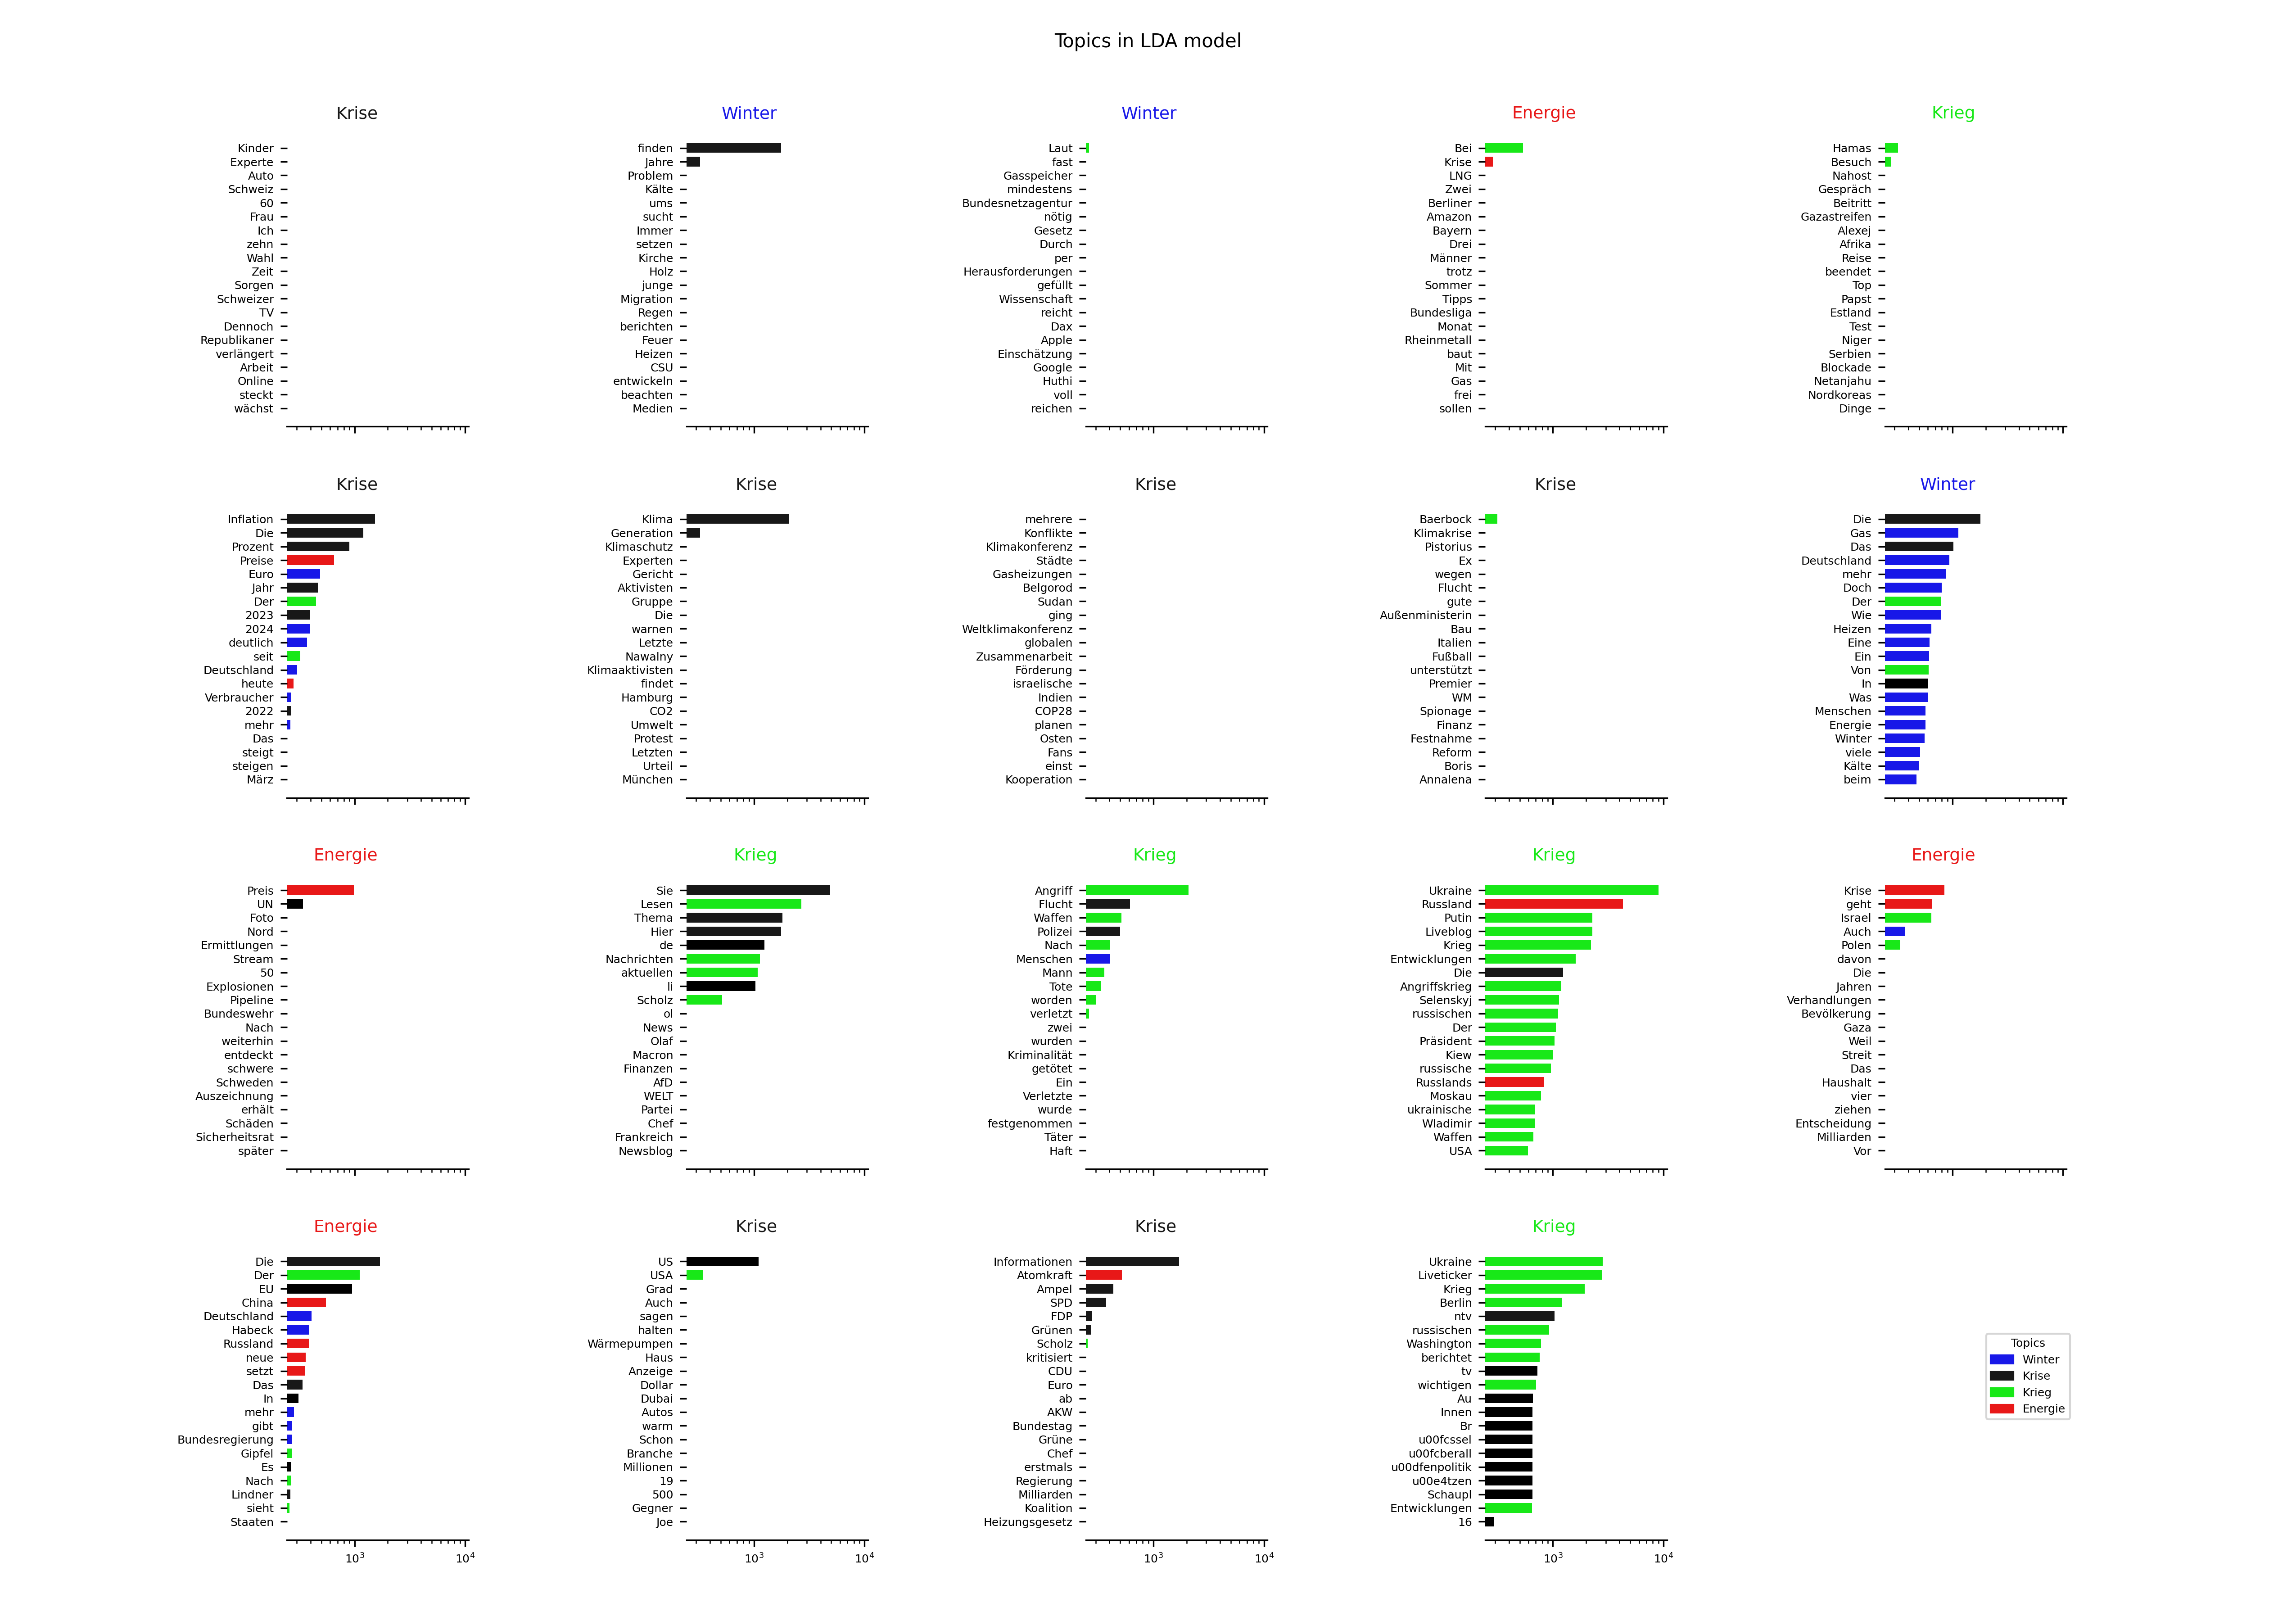 Topics in LDA model
Krise
Kinder
Experte
Auto
Schweiz
60
Frau
Ich
zehn
Wahl
Zeit
Sorgen
Schweizer
TV
Dennoch
Republikaner
verlängert
Arbeit
Online
steckt
wächst
Winter
finden
Jahre
Problem
Kälte
ums
sucht
Immer
setzen
Kirche
Holz
junge
Migration
Regen
berichten
Feuer
Heizen
CSU
entwickeln
beachten
Medien
Winter
Laut
fast
Gasspeicher
mindestens
Bundesnetzagentur
nötig
Gesetz
Durch
per
Herausforderungen
gefüllt
Wissenschaft
reicht
Dax
Apple
Einschätzung
Google
Huthi
voll
reichen
Energie
Bei
Krise
LNG
Zwei
Berliner
Amazon
Bayern
Drei
Männer
trotz
Sommer
Tipps
Bundesliga
Monat
Rheinmetall
baut
Mit
Gas
frei
sollen
Krieg
Hamas
Besuch
Nahost
Gespräch
Beitritt
Gazastreifen
Alexej
Afrika
Reise
beendet
Top
Papst
Estland
Test
Niger
Serbien
Blockade
Netanjahu
Nordkoreas
Dinge
Krise
Inflation
Die
Prozent
Preise
Euro
Jahr
Der
2023
2024
deutlich
seit
Deutschland
heute
Verbraucher
2022
mehr
Das
steigt
steigen
März
Krise
Klima
Generation
Klimaschutz
Experten
Gericht
Aktivisten
Gruppe
Die
warnen
Letzte
Nawalny
Klimaaktivisten
findet
Hamburg
CO2
Umwelt
Protest
Letzten
Urteil
München
Krise
mehrere
Konflikte
Klimakonferenz
Städte
Gasheizungen
Belgorod
Sudan
ging
Weltklimakonferenz
globalen
Zusammenarbeit
Förderung
israelische
Indien
COP28
planen
Osten
Fans
einst
Kooperation
Krise
Baerbock
Klimakrise
Pistorius
Ex
wegen
Flucht
gute
Außenministerin
Bau
Italien
Fußball
unterstützt
Premier
WM
Spionage
Finanz
Festnahme
Reform
Boris
Annalena
Winter
Die
Gas
Das
Deutschland
mehr
Doch
Der
Wie
Heizen
Eine
Ein
Von
In
Was
Menschen
Energie
Winter
viele
Kälte
beim
Energie
Preis
UN
Foto
Nord
Ermittlungen
Stream
50
Explosionen
Pipeline
Bundeswehr
Nach
weiterhin
entdeckt
schwere
Schweden
Auszeichnung
erhält
Schäden
Sicherheitsrat
später
Krieg
Sie
Lesen
Thema
Hier
de
Nachrichten
aktuellen
li
Scholz
ol
News
Olaf
Macron
Finanzen
AfD
WELT
Partei
Chef
Frankreich
Newsblog
Krieg
Angriff
Flucht
Waffen
Polizei
Nach
Menschen
Mann
Tote
worden
verletzt
zwei
wurden
Kriminalität
getötet
Ein
Verletzte
wurde
festgenommen
Täter
Haft
Krieg
Ukraine
Russland
Putin
Liveblog
Krieg
Entwicklungen
Die
Angriffskrieg
Selenskyj
russischen
Der
Präsident
Kiew
russische
Russlands
Moskau
ukrainische
Wladimir
Waffen
USA
Energie
Krise
geht
Israel
Auch
Polen
davon
Die
Jahren
Verhandlungen
Bevölkerung
Gaza
Weil
Streit
Das
Haushalt
vier
ziehen
Entscheidung
Milliarden
Vor
Energie
Die
Der
EU
China
Deutschland
Habeck
Russland
neue
setzt
Das
In
mehr
gibt
Bundesregierung
Gipfel
Es
Nach
Lindner
sieht
Staaten
10³ 10⁴
Krise
US
USA
Grad
Auch
sagen
halten
Wärmepumpen
Haus
Anzeige
Dollar
Dubai
Autos
warm
Schon
Branche
Millionen
19
500
Gegner
Joe
10³ 10⁴
Krise
Informationen
Atomkraft
Ampel
SPD
FDP
Grünen
Scholz
kritisiert
CDU
Euro
ab
AKW
Bundestag
Grüne
Chef
erstmals
Regierung
Milliarden
Koalition
Heizungsgesetz
10³ 10⁴
Krieg
Ukraine
Liveticker
Krieg
Berlin
ntv
russischen
Washington
berichtet
tv
wichtigen
Au
Innen
Br
u00fcssel
u00fcberall
u00dfenpolitik
u00e4tzen
Schaupl
Entwicklungen
16
10³ 10⁴
Topics
Winter
Krise
Krieg
Energie